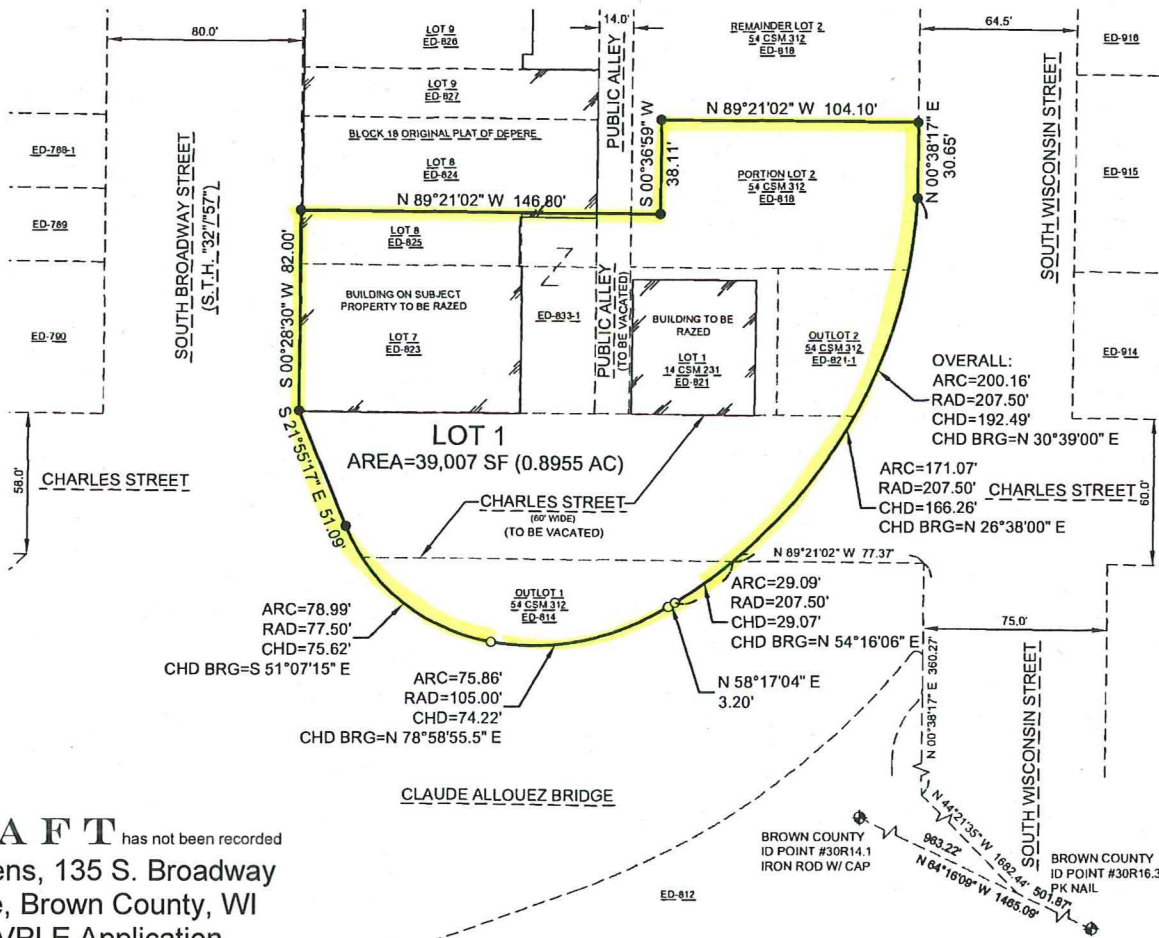 80.0'
LOT 9
ED-826
14.0'
PUBLIC ALLEY
REMAINDER LOT 2
54 CSM 312
ED-818
64.5'
ED-916
LOT 9
ED-827
N 89°21'02" W 104.10'
BLOCK 18 ORIGINAL PLAT OF DEPERE
ED-788-1
LOT 8
ED-824
S 00°36'59" W
38.11'
PORTION LOT 2
54 CSM 312
ED-818
N 00°38'17" E
30.65'
SOUTH WISCONSIN STREET
ED-915
N 89°21'02" W 146.80'
ED-789
SOUTH BROADWAY STREET
(S.T.H. "32"/"57")
LOT 8
ED-825
S 00°28'30" W 82.00'
BUILDING ON SUBJECT
PROPERTY TO BE RAZED
ED-833-1
PUBLIC ALLEY
(TO BE VACATED)
BUILDING TO BE
RAZED
ED-790
LOT 7
ED-823
LOT 1
14 CSM 231
ED-821
OUTLOT 2
54 CSM 312
ED-821-1
ED-914
OVERALL:
ARC=200.16'
RAD=207.50'
CHD=192.49'
CHD BRG=N 30°39'00" E
S 21°55'17" E 51.09'
LOT 1
AREA=39,007 SF (0.8955 AC)
58.0'
CHARLES STREET
ARC=171.07'
RAD=207.50'
CHD=166.26'
CHD BRG=N 26°38'00" E
CHARLES STREET
60.0'
CHARLES STREET
(60' WIDE)
(TO BE VACATED)
N 89°21'02" W 77.37'
OUTLOT 1
54 CSM 312
ED-814
ARC=29.09'
RAD=207.50'
CHD=29.07'
CHD BRG=N 54°16'06" E
ARC=78.99'
RAD=77.50'
CHD=75.62'
CHD BRG=S 51°07'15" E
75.0'
ARC=75.86'
RAD=105.00'
CHD=74.22'
CHD BRG=N 78°58'55.5" E
N 58°17'04" E
3.20'
N 00°38'17" E 360.27'
SOUTH WISCONSIN STREET
CLAUDE ALLOUEZ BRIDGE
N 44°21'35" W 1682.44'
501.87'
963.22'
N 64°16'09" W 1465.09'
BROWN COUNTY
ID POINT #30R14.1
IRON ROD W/ CAP
BROWN COUNTY
ID POINT #30R16.3
PK NAIL
ED-812
A F T has not been recorded
ens, 135 S. Broadway
e, Brown County, WI
VPLE Application